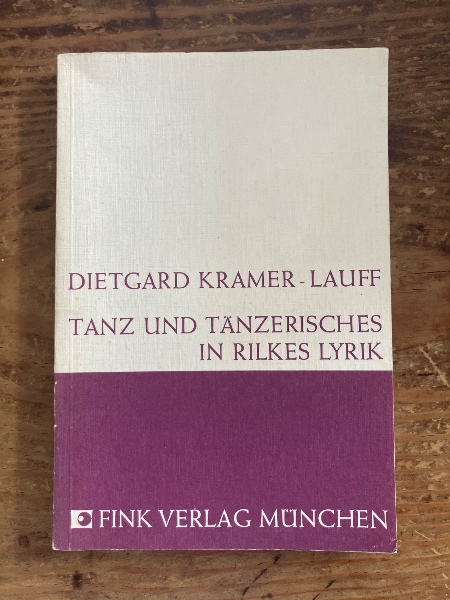 DIETGARD KRAMER-LAUFF
TANZ UND TÄNZERISCHES
IN RILKES LYRIK
FINK VERLAG MÜNCHEN